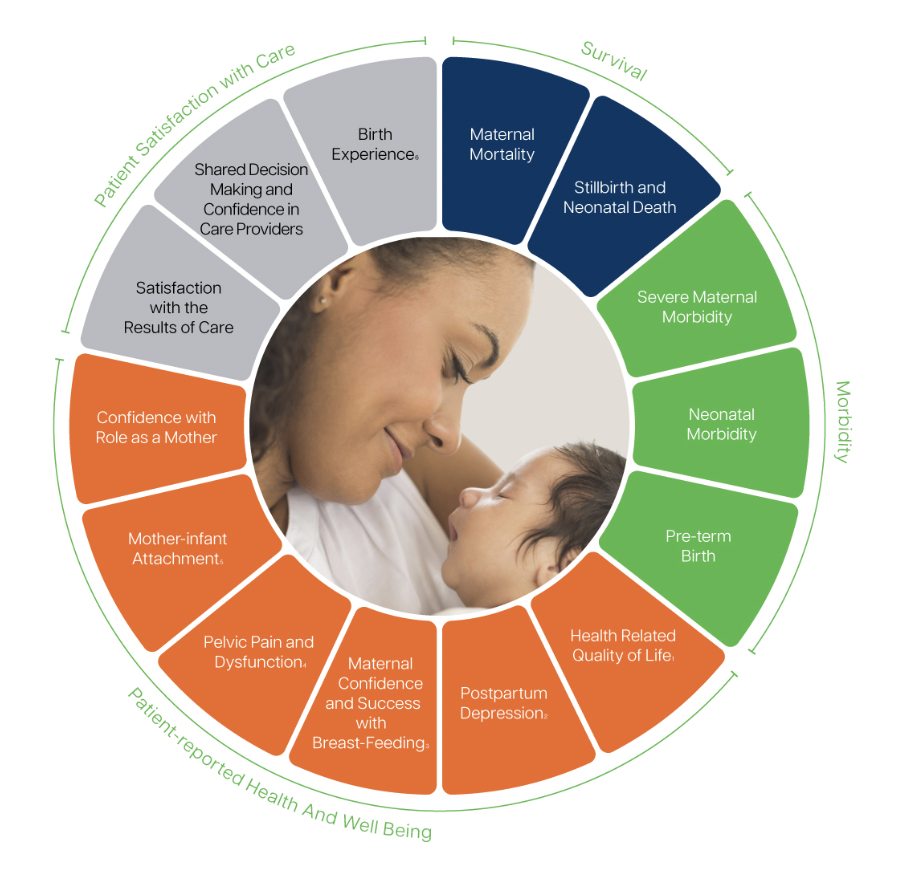 Survival
Maternal
Mortality
Stillbirth and
Neonatal Death
Morbidity
Severe Maternal
Morbidity
Neonatal
Morbidity
Pre-term
Birth
Patient-reported Health And Well Being
Health Related
Quality of Life₁
Postpartum
Depression₂
Maternal
Confidence
and Success
with
Breast-Feeding₃
Pelvic Pain and
Dysfunction₄
Mother-infant
Attachment₅
Confidence with
Role as a Mother
Patient Satisfaction with Care
Satisfaction
with the
Results of Care
Shared Decision
Making and
Confidence in
Care Providers
Birth
Experience₆